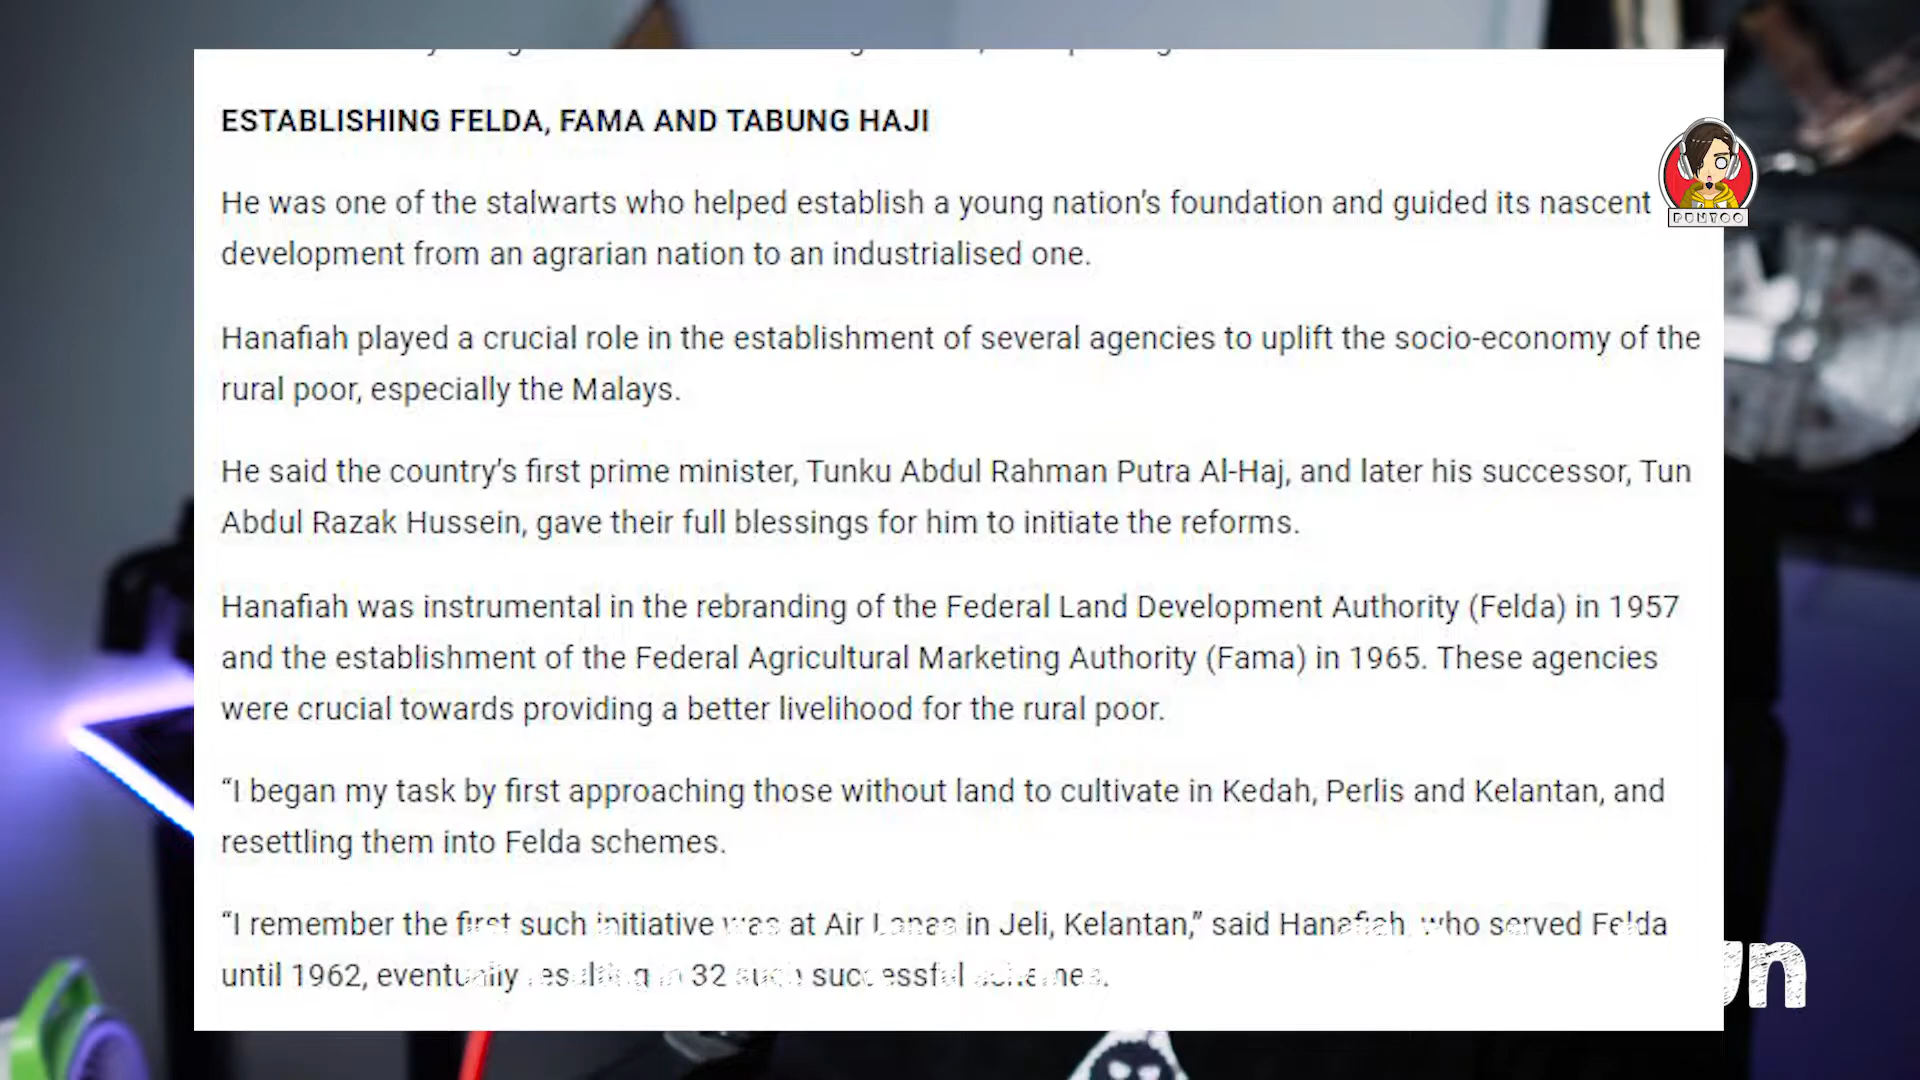 ESTABLISHING FELDA, FAMA AND TABUNG HAJI
He was one of the stalwarts who helped establish a young nation's foundation and guided its nascent
development from an agrarian nation to an industrialised one.
Hanafiah played a crucial role in the establishment of several agencies to uplift the socio-economy of the
rural poor, especially the Malays.
He said the country's first prime minister, Tunku Abdul Rahman Putra Al-Haj, and later his successor, Tun
Abdul Razak Hussein, gave their full blessings for him to initiate the reforms.
Hanafiah was instrumental in the rebranding of the Federal Land Development Authority (Felda) in 1957
and the establishment of the Federal Agricultural Marketing Authority (Fama) in 1965. These agencies
were crucial towards providing a better livelihood for the rural poor.
“I began my task by first approaching those without land to cultivate in Kedah, Perlis and Kelantan, and
resettling them into Felda schemes.
“I remember the first such initiative was at Air Lanas in Jeli, Kelantan,” said Hanafiah, who served Felda
until 1962, eventually resulting in 32 such successful schemes.
PUNTOO